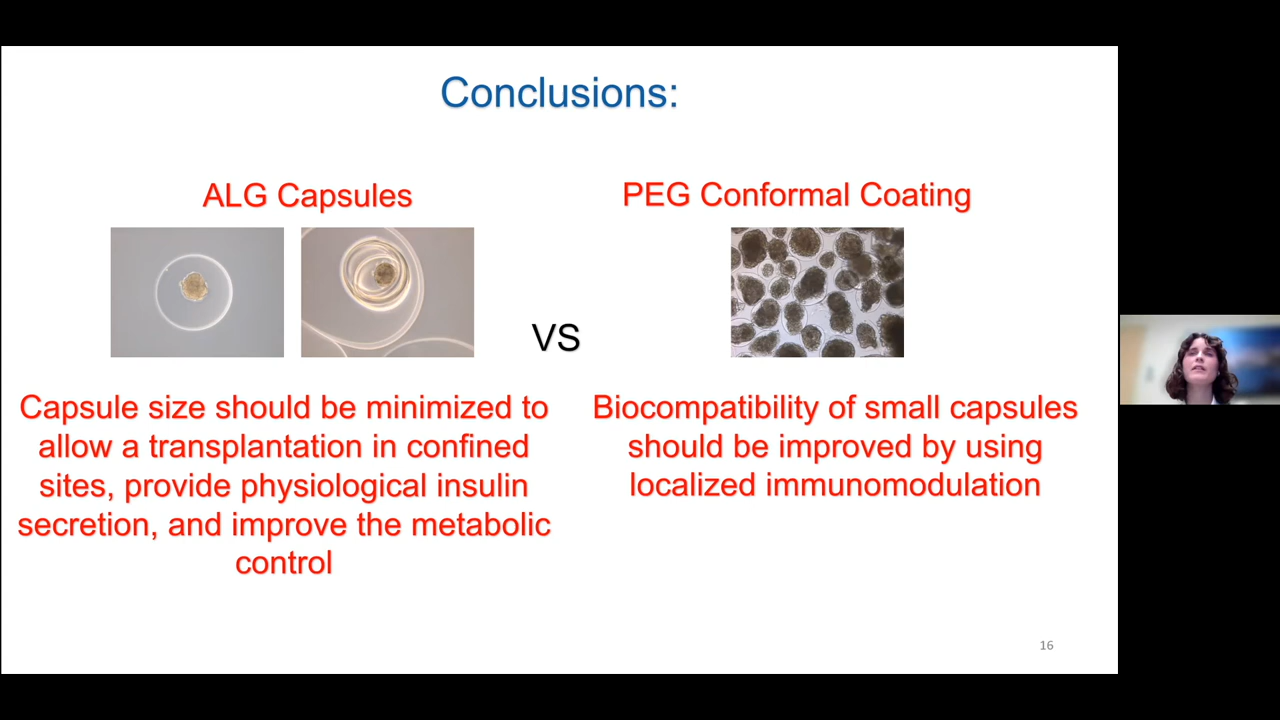 Conclusions:
ALG Capsules
VS
Capsule size should be minimized to
allow a transplantation in confined
sites, provide physiological insulin
secretion, and improve the metabolic
control
PEG Conformal Coating
Biocompatibility of small capsules
should be improved by using
localized immunomodulation
16